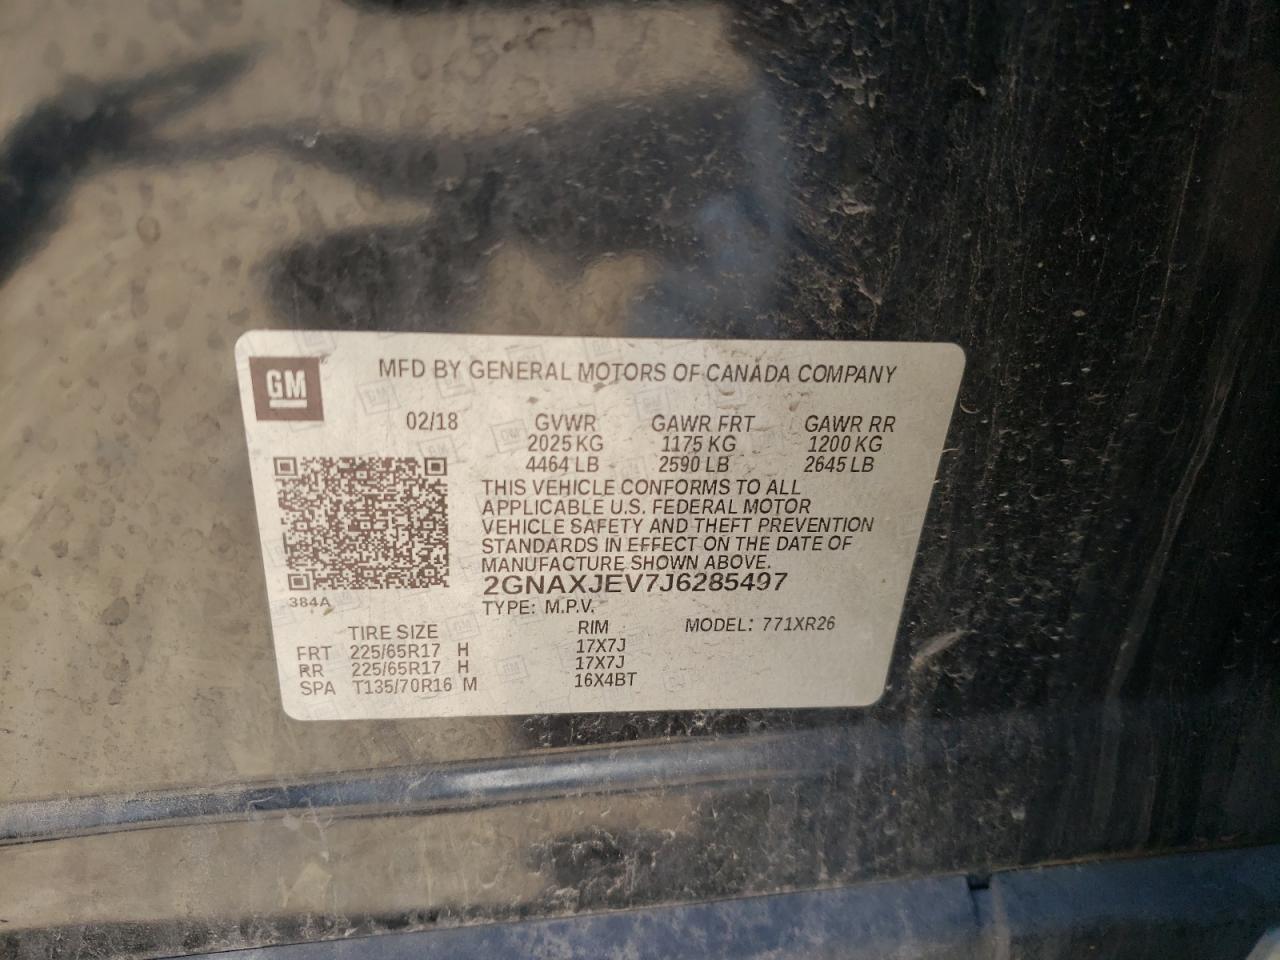 GM
MFD BY GENERAL MOTORS OF CANADA COMPANY
02/18 GVWR GAWR FRT GAWR RR
2025 KG 1175 KG 1200 KG
4464 LB 2590 LB 2645 LB
THIS VEHICLE CONFORMS TO ALL
APPLICABLE U.S. FEDERAL MOTOR
VEHICLE SAFETY AND THEFT PREVENTION
STANDARDS IN EFFECT ON THE DATE OF
MANUFACTURE SHOWN ABOVE.
2GNAXJEV7J6285497
384A
TYPE: M.P.V.
TIRE SIZE RIM MODEL: 771XR26
FRT 225/65R17 H 17X7J
RR 225/65R17 H 17X7J
SPA T135/70R16 M 16X4BT